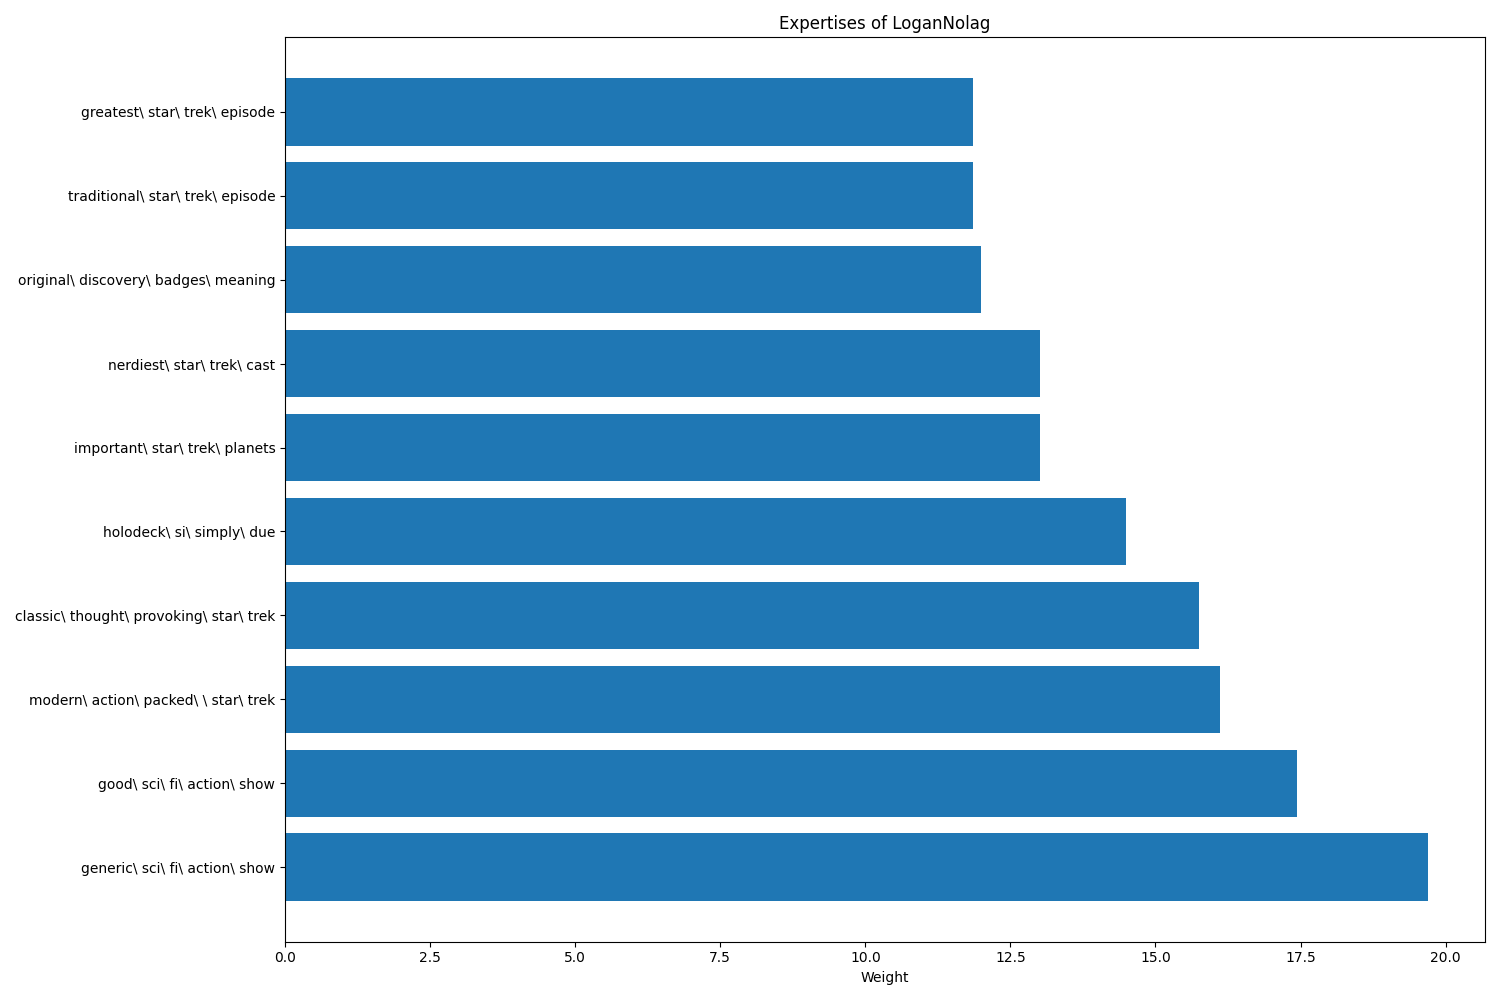 Expertises of LoganNolag
greatest\ star\ trek\ episode
traditional\ star\ trek\ episode
original\ discovery\ badges\ meaning
nerdiest\ star\ trek\ cast
important\ star\ trek\ planets
holodeck\ si\ simply\ due
classic\ thought\ provoking\ star\ trek
modern\ action\ packed\ \ star\ trek
good\ sci\ fi\ action\ show
generic\ sci\ fi\ action\ show
0.0 2.5 5.0 7.5 10.0 12.5 15.0 17.5 20.0
Weight